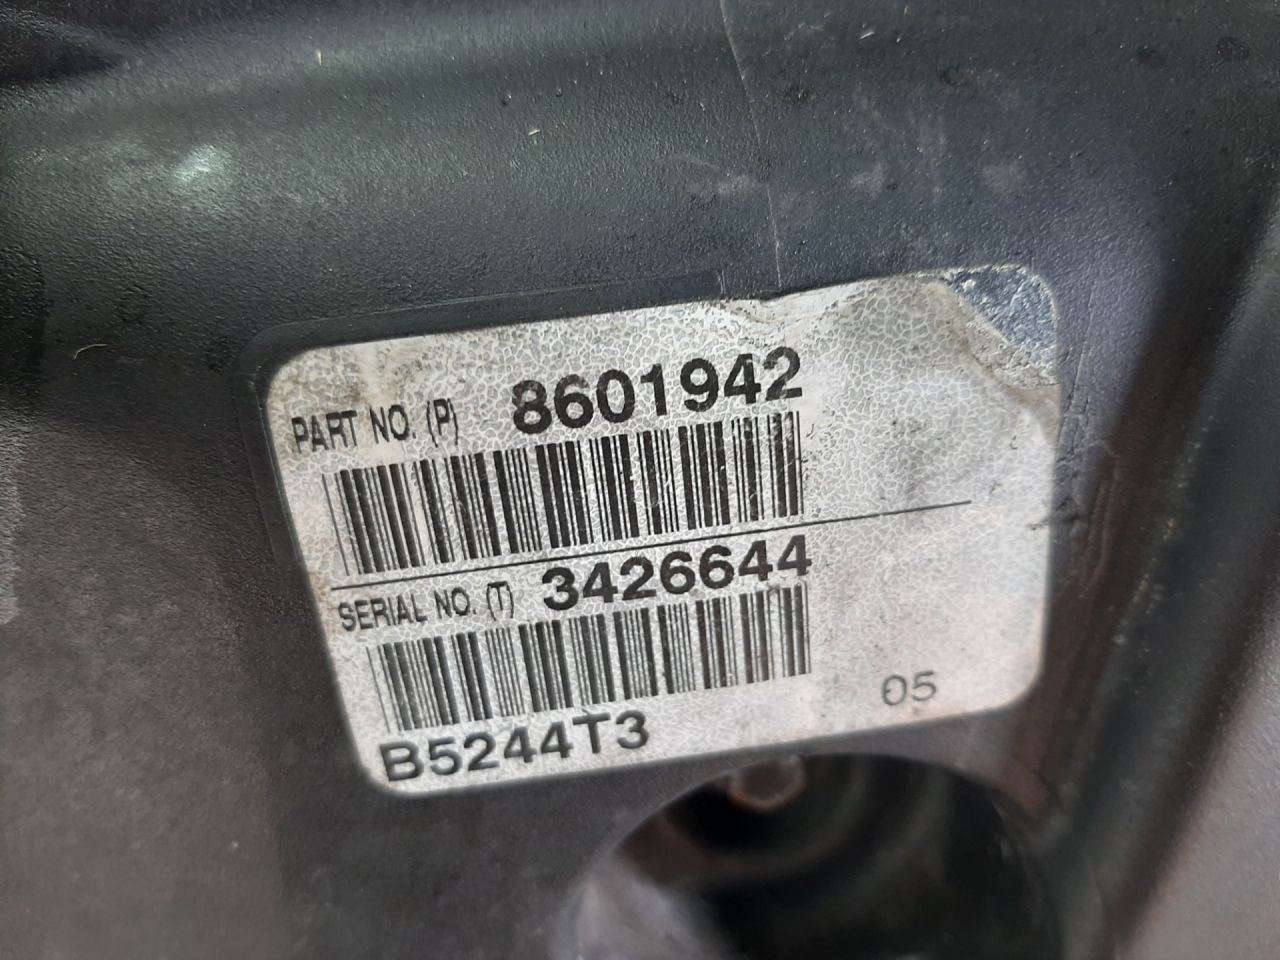 PART NO. (P) 8601942
SERIAL NO. (T) 3426644
05
B5244T3